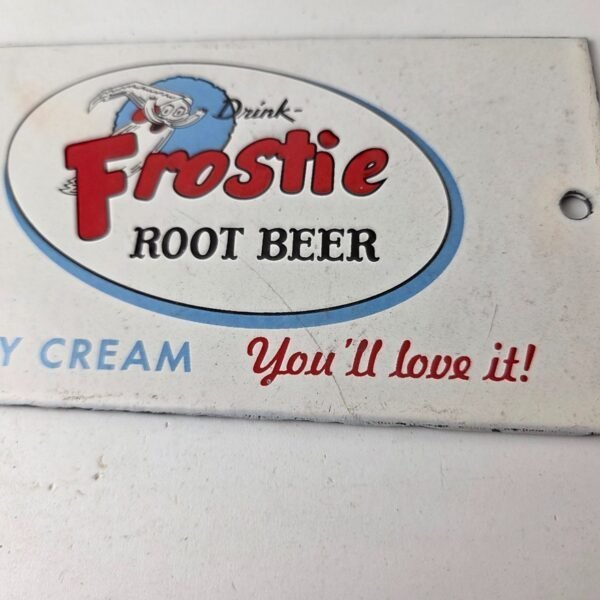 Drink-
Frostie
ROOT BEER
Y CREAM You'll love it!